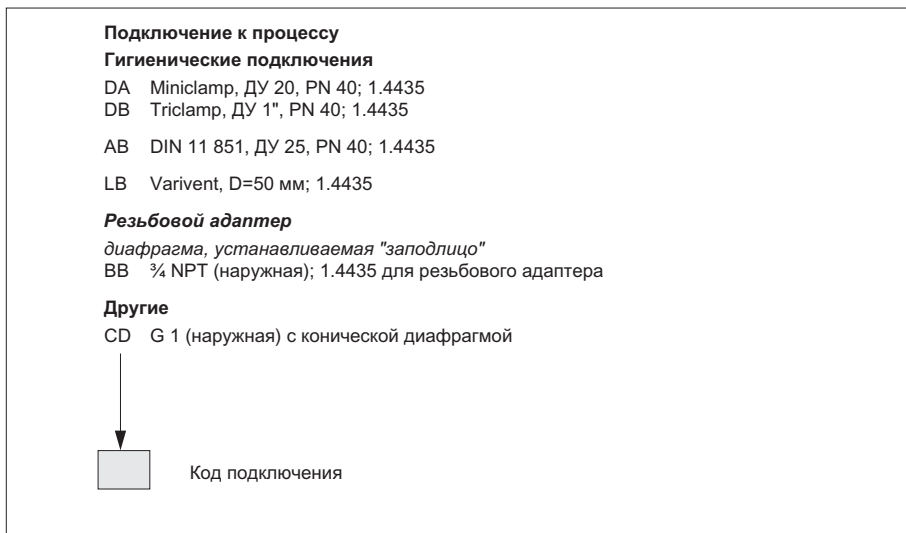 Подключение к процессу
Гигиенические подключения
DA Miniclamp, ДУ 20, PN 40; 1.4435
DB Triclamp, ДУ 1", PN 40; 1.4435
AB DIN 11 851, ДУ 25, PN 40; 1.4435
LB Varivent, D=50 мм; 1.4435
Резьбовой адаптер
диафрагма, устанавливаемая "заподлицо"
BB ¾ NPT (наружная); 1.4435 для резьбового адаптера
Другие
CD G 1 (наружная) с конической диафрагмой
Код подключения